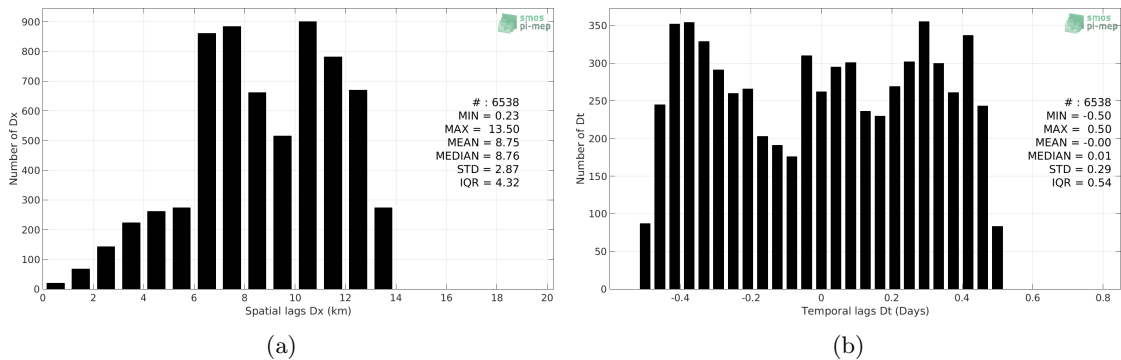 900
800
700
600
500
400
300
200
100
0
Number of Dx
0 2 4 6 8 10 12 14 16 18 20
Spatial lags Dx (km)
smos
pi-mep
# : 6538
MIN = 0.23
MAX = 13.50
MEAN = 8.75
MEDIAN = 8.76
STD = 2.87
IQR = 4.32
(a)
350
300
250
200
150
100
50
0
Number of Dt
-0.4 -0.2 0 0.2 0.4 0.6 0.8
Temporal lags Dt (Days)
smos
pi-mep
# : 6538
MIN = -0.50
MAX = 0.50
MEAN = -0.00
MEDIAN = 0.01
STD = 0.29
IQR = 0.54
(b)